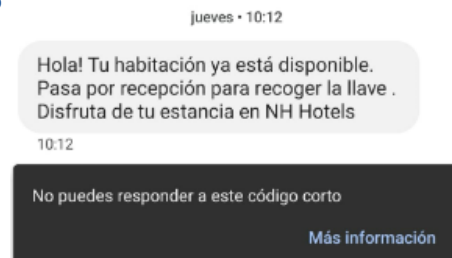 jueves • 10:12
Hola! Tu habitación ya está disponible.
Pasa por recepción para recoger la llave .
Disfruta de tu estancia en NH Hotels
10:12
No puedes responder a este código corto
Más información